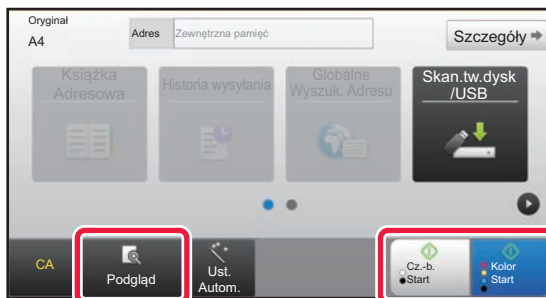 Oryginał
A4
Adres
Zewnętrzna pamięć
Szczegóły
Książka
Adresowa
Historia wysyłania
Globalne
Wyszuk. Adresu
Skan.tw.dysk
/USB
CA
Podgląd
Ust.
Autom.
Cz.-b.
Start
Kolor
Start